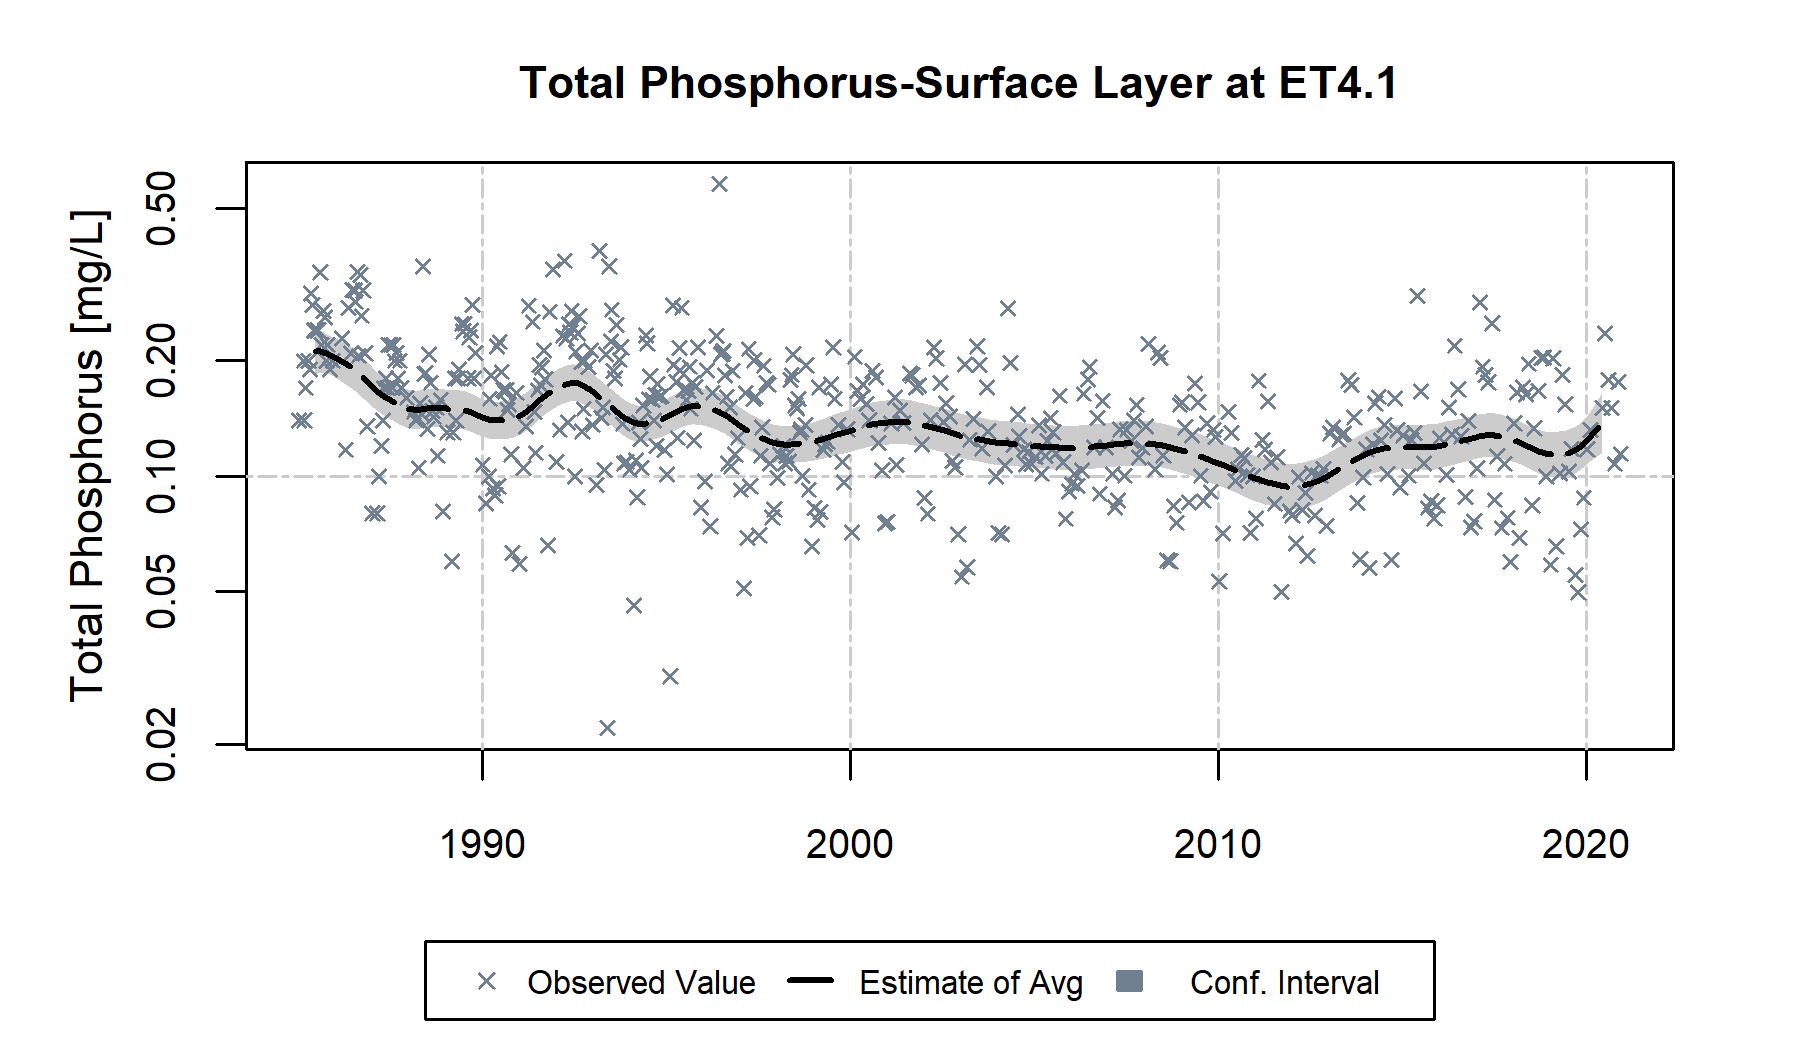 Total Phosphorus-Surface Layer at ET4.1
Total Phosphorus [mg/L]
0.50
0.20
0.10
0.05
0.02
1990 2000 2010 2020
Observed Value Estimate of Avg Conf. Interval